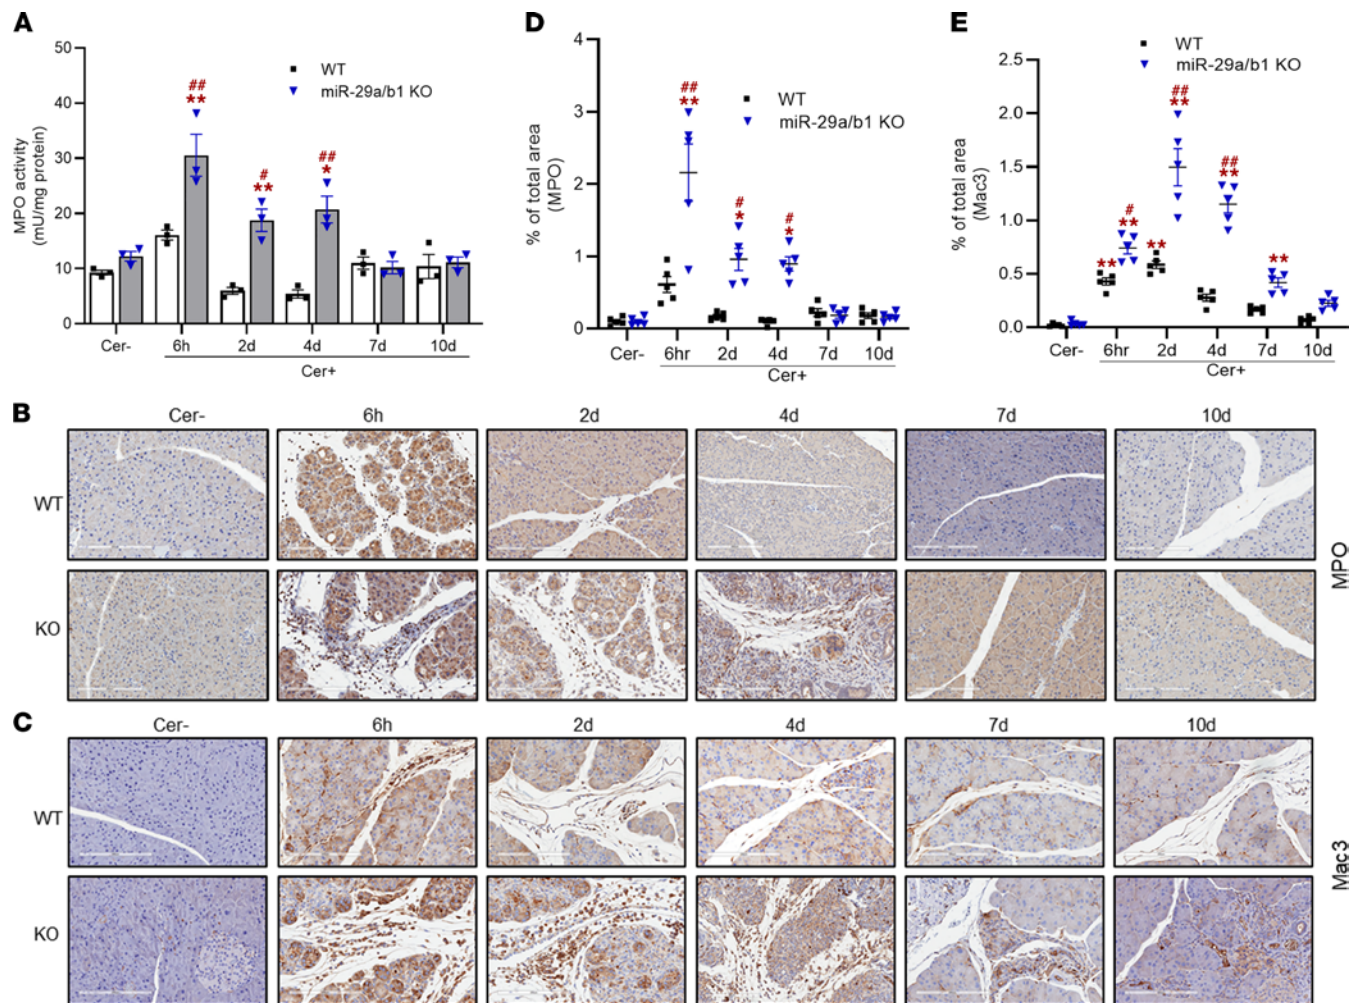 A
MPO activity
(mU/mg protein)
50
40
30
20
10
0
WT
miR-29a/b1 KO
##
**
#
**
##
*
Cer-
6h
2d
4d
7d
10d
Cer+
D
% of total area
(MPO)
4
3
2
1
0
WT
miR-29a/b1 KO
##
**
#
*
#
*
Cer-
6hr
2d
4d
7d
10d
Cer+
E
% of total area
(Mac3)
2.5
2.0
1.5
1.0
0.5
0.0
WT
miR-29a/b1 KO
**
#
**
**
##
**
##
**
**
Cer-
6hr
2d
4d
7d
10d
Cer+
B
Cer-
6h
2d
4d
7d
10d
WT
KO
MPO
C
Cer-
6h
2d
4d
7d
10d
WT
KO
Mac3